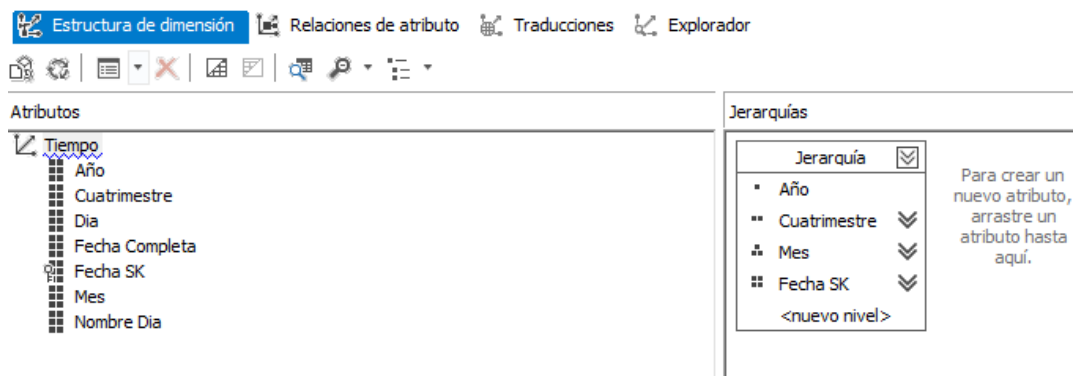 Estructura de dimensión Relaciones de atributo Traducciones Explorador
Atributos
Tiempo
Año
Cuatrimestre
Dia
Fecha Completa
Fecha SK
Mes
Nombre Dia
Jerarquías
Jerarquía
Año
Cuatrimestre
Mes
Fecha SK
<nuevo nivel>
Para crear un
nuevo atributo,
arrastre un
atributo hasta
aquí.